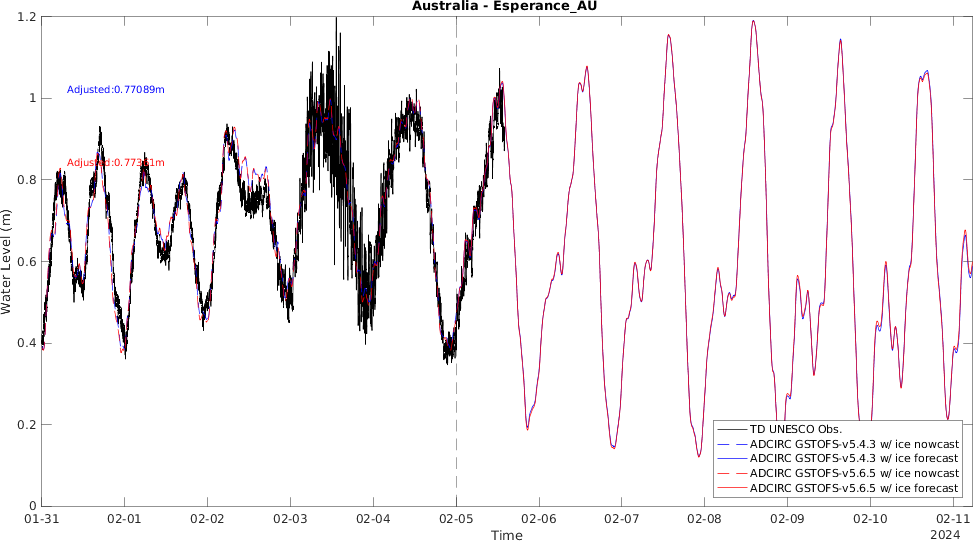 Australia - Esperance_AU
1.2
1
0.8
0.6
0.4
0.2
0
Water Level (m)
Adjusted:0.77089m
TD UNESCO Obs.
ADCIRC GSTOFS-v5.4.3 w/ ice nowcast
ADCIRC GSTOFS-v5.4.3 w/ ice forecast
ADCIRC GSTOFS-v5.6.5 w/ ice nowcast
ADCIRC GSTOFS-v5.6.5 w/ ice forecast
01-31
02-01
02-02
02-03
02-04
02-05
02-06
02-07
02-08
02-09
02-10
02-11
Time
2024